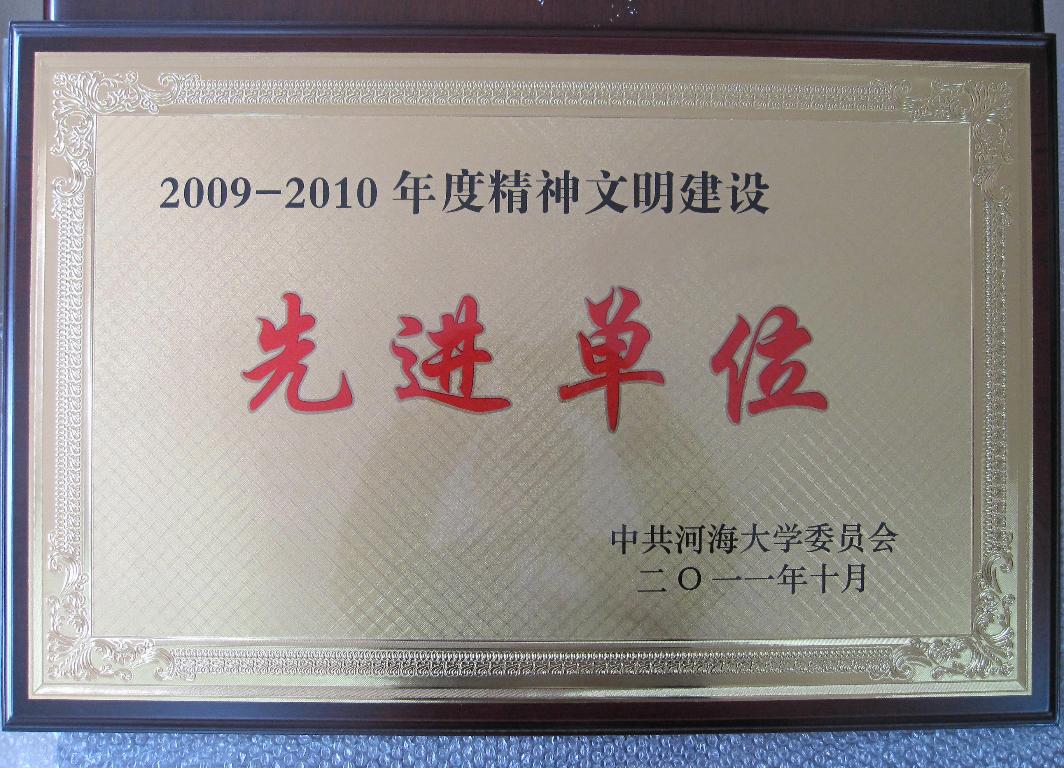 2009-2010 年度精神文明建设
先进单位
中共河海大学委员会
二〇一一年十月